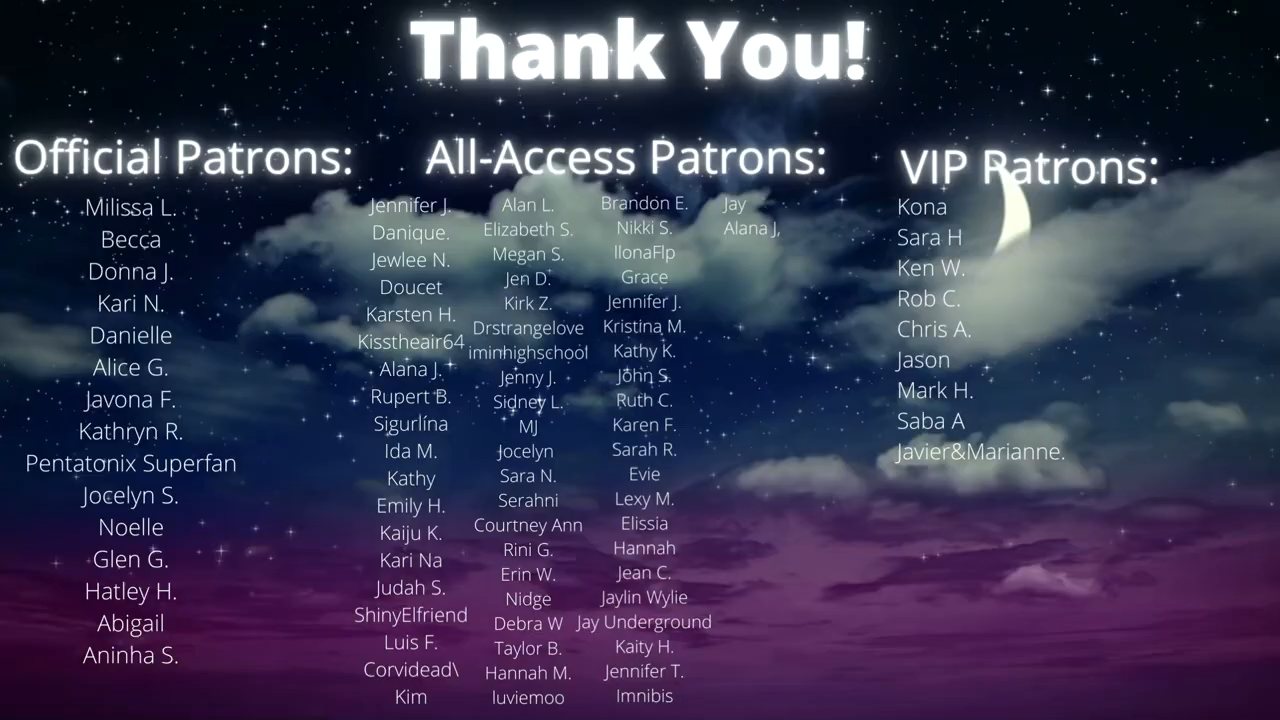 Thank You!
Official Patrons:
Milissa L.
Becca
Donna J.
Kari N.
Danielle
Alice G.
Javona F.
Kathryn R.
Pentatonix Superfan
Jocelyn S.
Noelle
Glen G.
Hatley H.
Abigail
Aninha S.
All-Access Patrons:
Jennifer J.
Danique.
Jewlee N.
Doucet
Karsten H.
Kisstheair64
Alana J.
Rupert B.
Sigurlína
Ida M.
Kathy
Emily H.
Kaiju K.
Kari Na
Judah S.
ShinyElfriend
Luis F.
Corvidead\
Kim
Alan L.
Elizabeth S.
Megan S.
Jen D.
Kirk Z.
Drstrangelove
iminhighschool
Jenny J.
Sidney L.
MJ
Jocelyn
Sara N.
Serahni
Courtney Ann
Rini G.
Erin W.
Nidge
Debra W
Taylor B.
Hannah M.
luviemoo
Brandon E.
Nikki S.
IlonaFlp
Grace
Jennifer J.
Kristina M.
Kathy K.
John S.
Ruth C.
Karen F.
Sarah R.
Evie
Lexy M.
Elissia
Hannah
Jean C.
Jaylin Wylie
Jay Underground
Kaity H.
Jennifer T.
Imnibis
Jay
Alana J,
VIP Patrons:
Kona
Sara H
Ken W.
Rob C.
Chris A.
Jason
Mark H.
Saba A
Javier&Marianne.